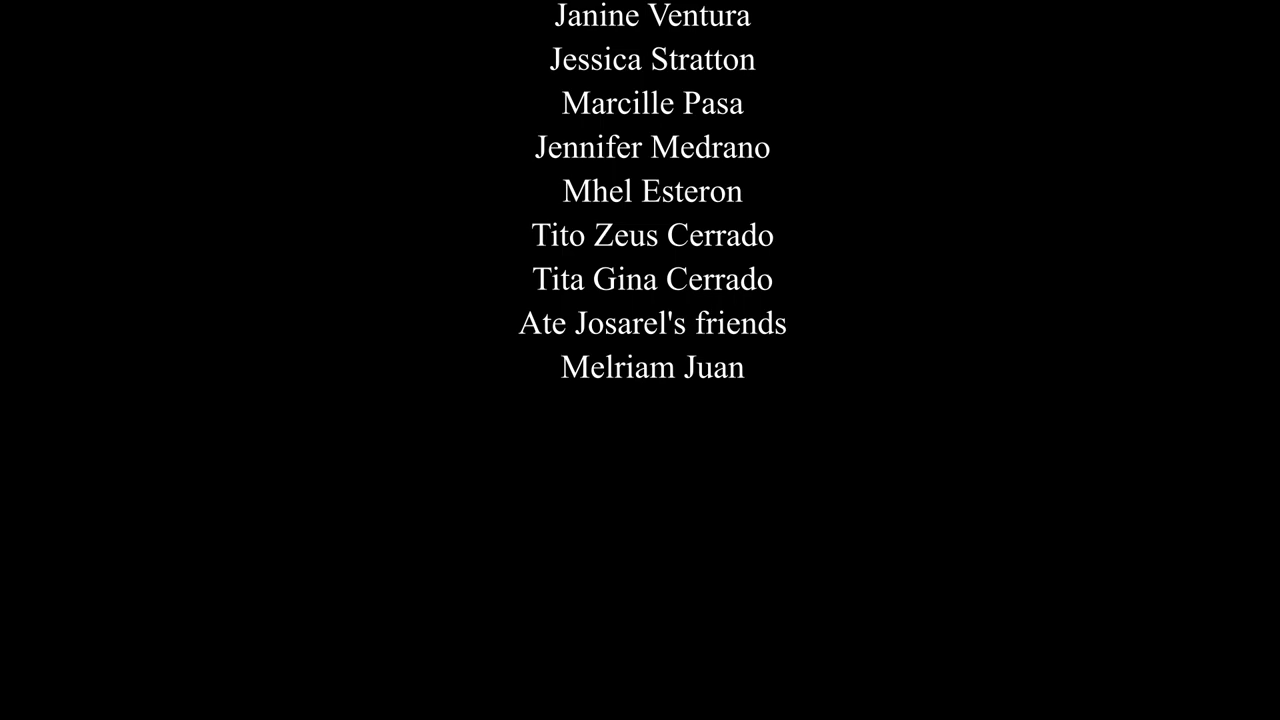 Janine Ventura
Jessica Stratton
Marcille Pasa
Jennifer Medrano
Mhel Esteron
Tito Zeus Cerrado
Tita Gina Cerrado
Ate Josarel's friends
Melriam Juan